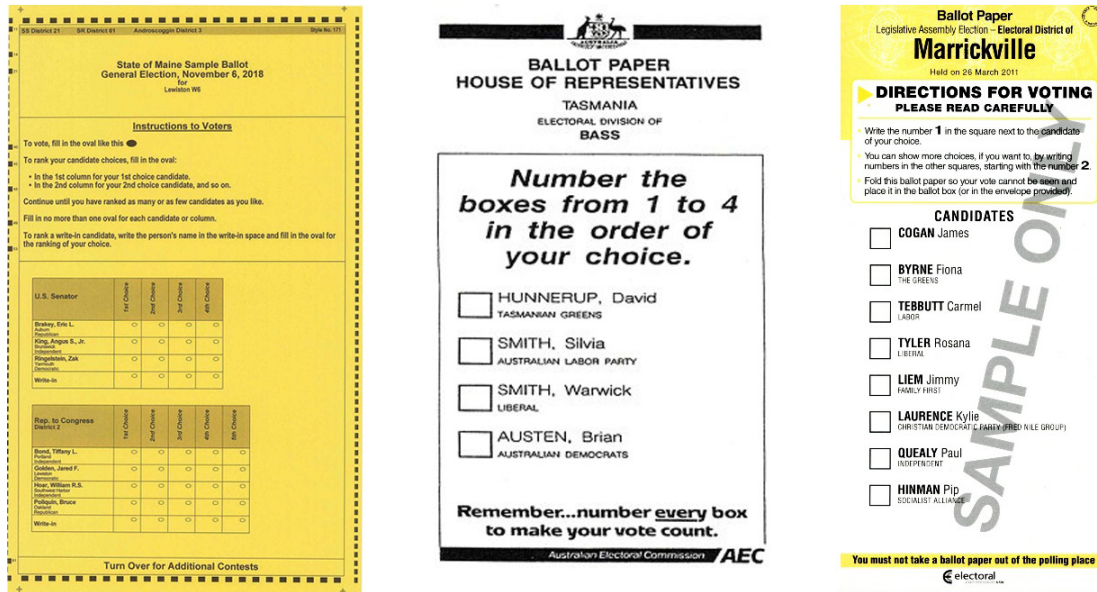 SS District 21 SR District 61 Androscoggin District 3 Style No. 171
State of Maine Sample Ballot
General Election, November 6, 2018
for
Lewiston W6
Instructions to Voters
To vote, fill in the oval like this
To rank your candidate choices, fill in the oval:
• In the 1st column for your 1st choice candidate.
• In the 2nd column for your 2nd choice candidate, and so on.
Continue until you have ranked as many or as few candidates as you like.
Fill in no more than one oval for each candidate or column.
To rank a write-in candidate, write the person's name in the write-in space and fill in the oval for
the ranking of your choice.
U.S. Senator 1st Choice 2nd Choice 3rd Choice 4th Choice
Brakey, Eric L.
Auburn
Republican
King, Angus S., Jr.
Brunswick
Independent
Ringelstein, Zak
Yarmouth
Democratic
Write-in
Rep. to Congress
District 2
1st Choice 2nd Choice 3rd Choice 4th Choice 5th Choice
Bond, Tiffany L.
Portland
Independent
Golden, Jared F.
Lewiston
Democratic
Hoar, William R.S.
Southwest Harbor
Independent
Poliquin, Bruce
Oakland
Republican
Write-in
Turn Over for Additional Contests
AUSTRALIA
BALLOT PAPER
HOUSE OF REPRESENTATIVES
TASMANIA
ELECTORAL DIVISION OF
BASS
Number the
boxes from 1 to 4
in the order of
your choice.
HUNNERUP, David
TASMANIAN GREENS
SMITH, Silvia
AUSTRALIAN LABOR PARTY
SMITH, Warwick
LIBERAL
AUSTEN, Brian
AUSTRALIAN DEMOCRATS
Remember...number every box
to make your vote count.
Australian Electoral Commission AEC
Ballot Paper
Legislative Assembly Election – Electoral District of
Marrickville
Held on 26 March 2011
DIRECTIONS FOR VOTING
PLEASE READ CAREFULLY
Write the number 1 in the square next to the candidate
of your choice.
You can show more choices, if you want to, by writing
numbers in the other squares, starting with the number 2.
Fold this ballot paper so your vote cannot be seen and
place it in the ballot box (or in the envelope provided).
CANDIDATES
COGAN James
BYRNE Fiona
THE GREENS
TEBBUTT Carmel
LABOR
TYLER Rosana
LIBERAL
LIEM Jimmy
FAMILY FIRST
LAURENCE Kylie
CHRISTIAN DEMOCRATIC PARTY (FRED NILE GROUP)
QUEALY Paul
INDEPENDENT
HINMAN Pip
SOCIALIST ALLIANCE
SAMPLE ONLY
You must not take a ballot paper out of the polling place
electoral